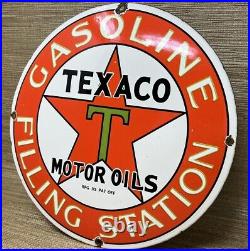 GASOLINE
TEXACO
T
MOTOR OILS
REG. US PAT OFF
FILLING STATION